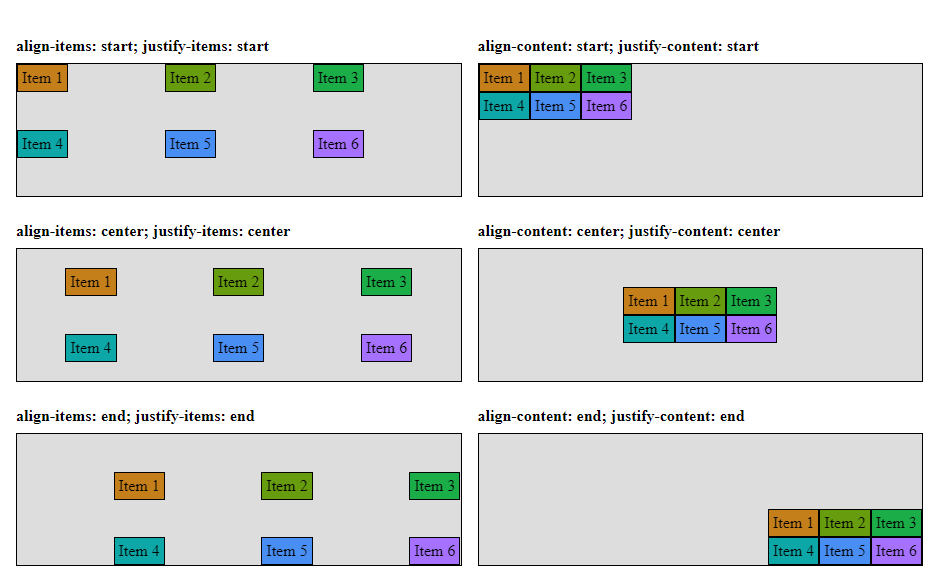 align-items: start; justify-items: start
Item 1 Item 2 Item 3
Item 4 Item 5 Item 6
align-content: start; justify-content: start
Item 1 Item 2 Item 3
Item 4 Item 5 Item 6
align-items: center; justify-items: center
Item 1 Item 2 Item 3
Item 4 Item 5 Item 6
align-content: center; justify-content: center
Item 1 Item 2 Item 3
Item 4 Item 5 Item 6
align-items: end; justify-items: end
Item 1 Item 2 Item 3
Item 4 Item 5 Item 6
align-content: end; justify-content: end
Item 1 Item 2 Item 3
Item 4 Item 5 Item 6